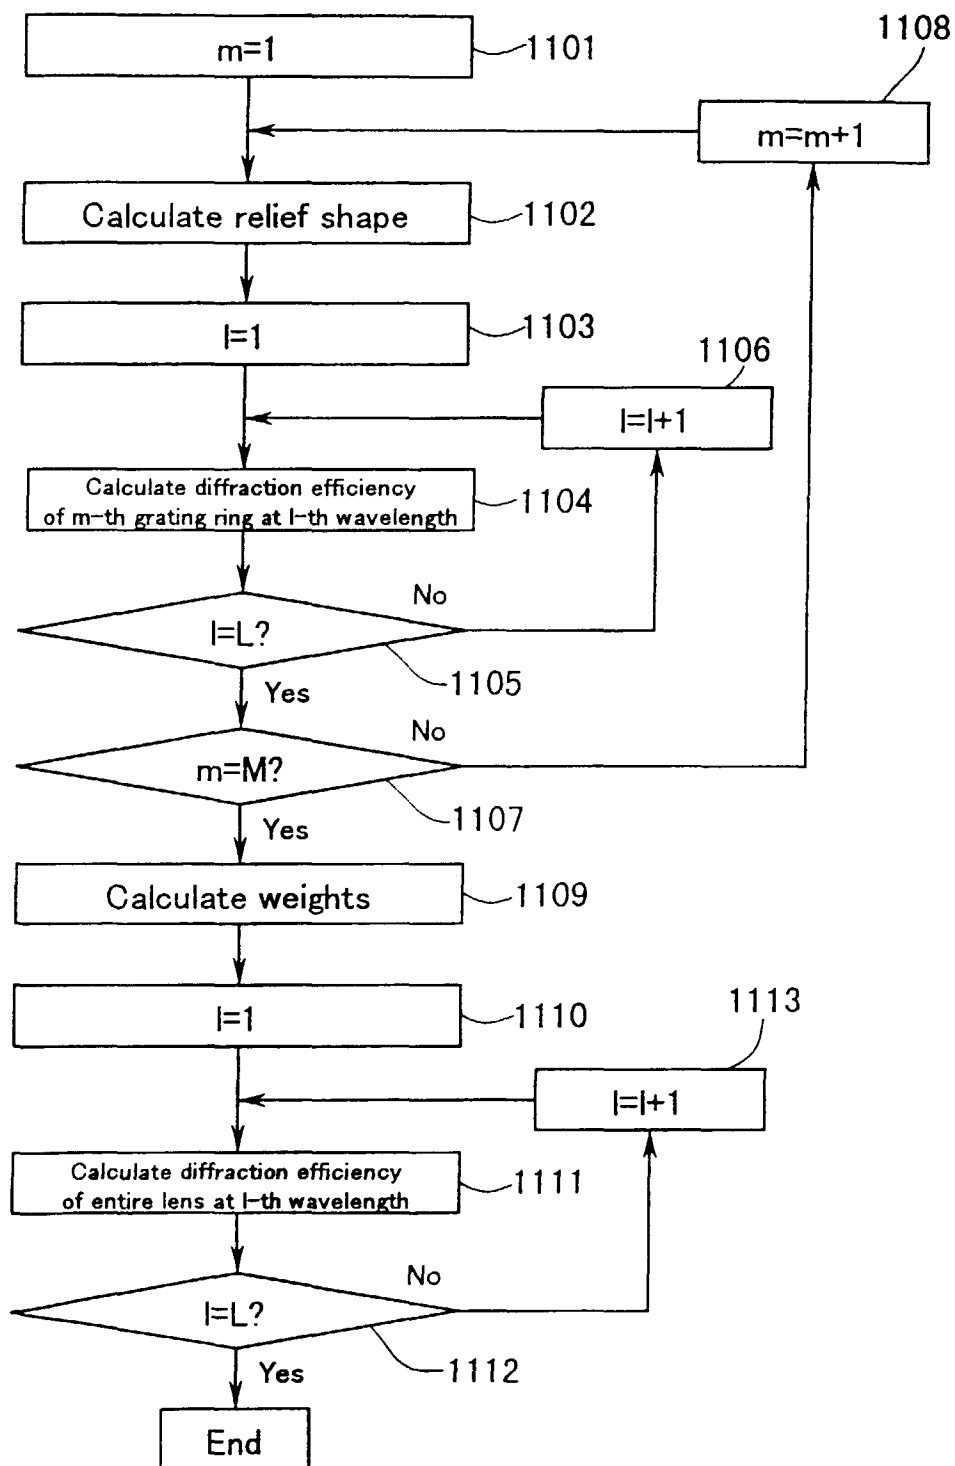 m=1
1101
1108
m=m+1
Calculate relief shape
1102
l=1
1103
1106
l=l+1
Calculate diffraction efficiency
of m-th grating ring at l-th wavelength
1104
No
l=L?
1105
Yes
No
m=M?
1107
Yes
Calculate weights
1109
l=1
1110
1113
l=l+1
Calculate diffraction efficiency
of entire lens at l-th wavelength
1111
No
l=L?
1112
Yes
End